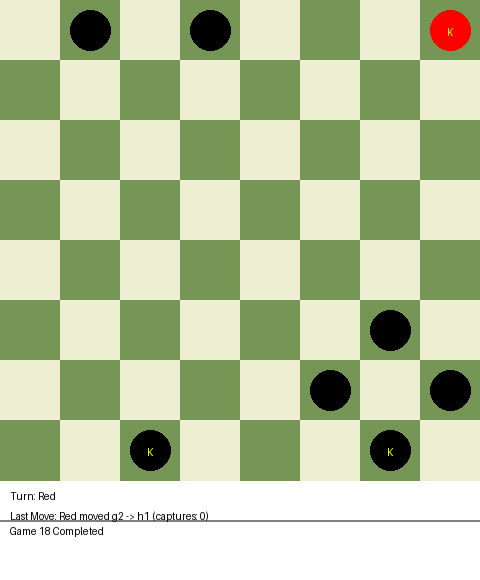 K
K K
Turn: Red
Last Move: Red moved g2 -> h1 (captures: 0)
Game 18 Completed